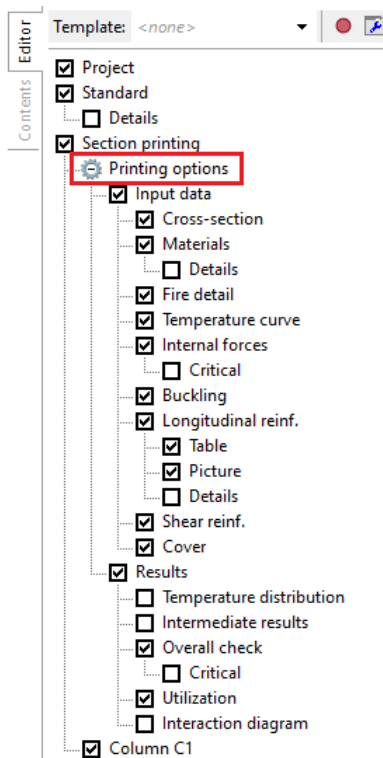 Editor
Contents
Template: <none>
Project
Standard
Details
Section printing
Printing options
Input data
Cross-section
Materials
Details
Fire detail
Temperature curve
Internal forces
Critical
Buckling
Longitudinal reinf.
Table
Picture
Details
Shear reinf.
Cover
Results
Temperature distribution
Intermediate results
Overall check
Critical
Utilization
Interaction diagram
Column C1